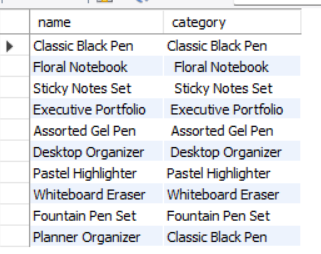 name category
Classic Black Pen Classic Black Pen
Floral Notebook Floral Notebook
Sticky Notes Set Sticky Notes Set
Executive Portfolio Executive Portfolio
Assorted Gel Pen Assorted Gel Pen
Desktop Organizer Desktop Organizer
Pastel Highlighter Pastel Highlighter
Whiteboard Eraser Whiteboard Eraser
Fountain Pen Set Fountain Pen Set
Planner Organizer Classic Black Pen